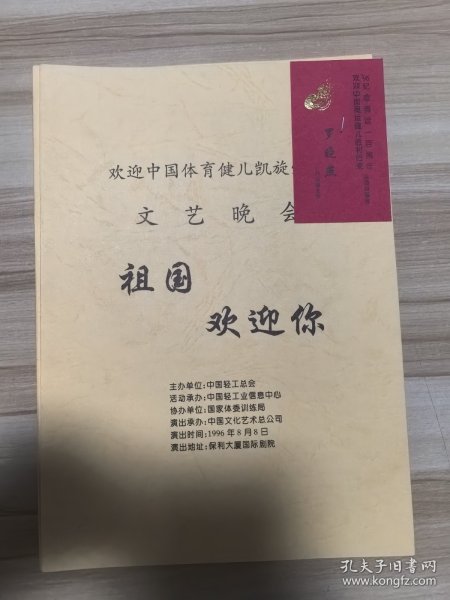 欢迎中国体育健儿凯旋
文艺晚会
祖国
欢迎你
主办单位:中国轻工总会
活动承办:中国轻工业信息中心
协办单位:国家体委训练局
演出承办:中国文化艺术总公司
演出时间:1996年8月8日
演出地址:保利大厦国际剧院
孔夫子旧书网
www.kongfz.com